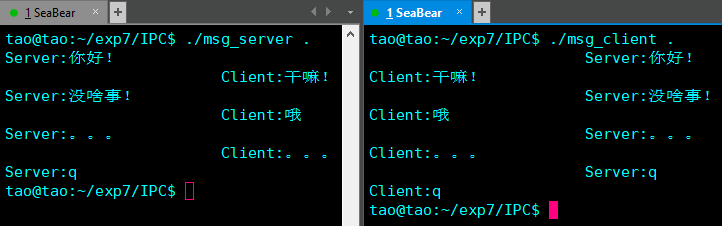 1 SeaBear
tao@tao:~/exp7/IPC$ ./msg_server .
Server:你好!
Client:干嘛!
Server:没啥事!
Client:哦
Server:。。。
Client:。。。
Server:q
tao@tao:~/exp7/IPC$
1 SeaBear
tao@tao:~/exp7/IPC$ ./msg_client .
Server:你好!
Client:干嘛!
Server:没啥事!
Client:哦
Server:。。。
Client:。。。
Server:q
Client:q
tao@tao:~/exp7/IPC$